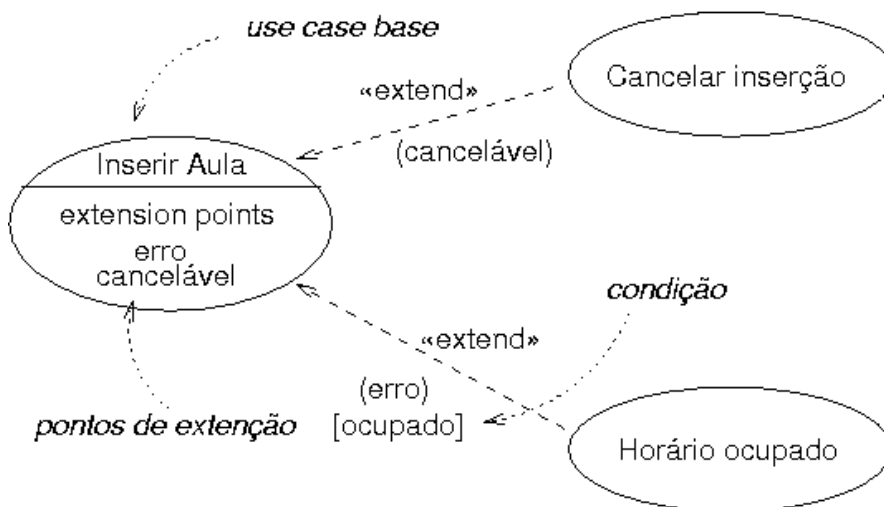 use case base
Cancelar inserção
«extend»
(cancelável)
Inserir Aula
extension points
erro
cancelável
condição
«extend»
(erro)
[ocupado]
pontos de extenção
Horário ocupado